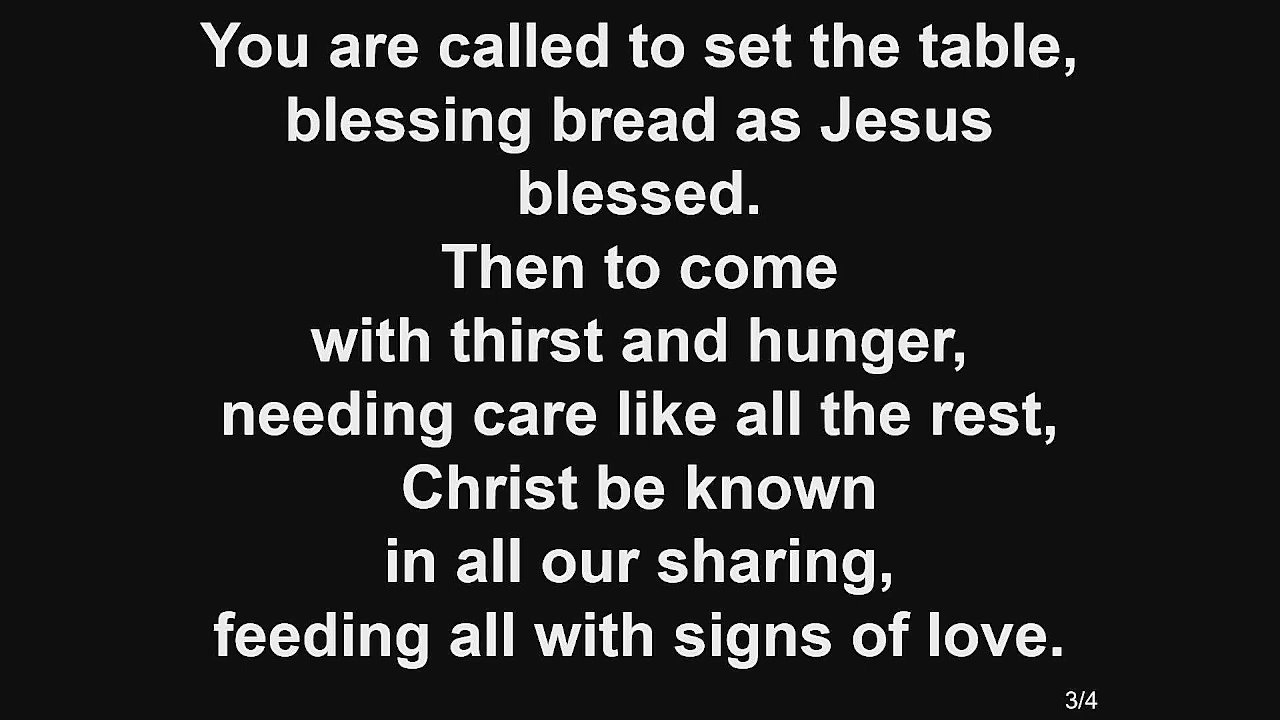 You are called to set the table,
blessing bread as Jesus
blessed.
Then to come
with thirst and hunger,
needing care like all the rest,
Christ be known
in all our sharing,
feeding all with signs of love.
3/4